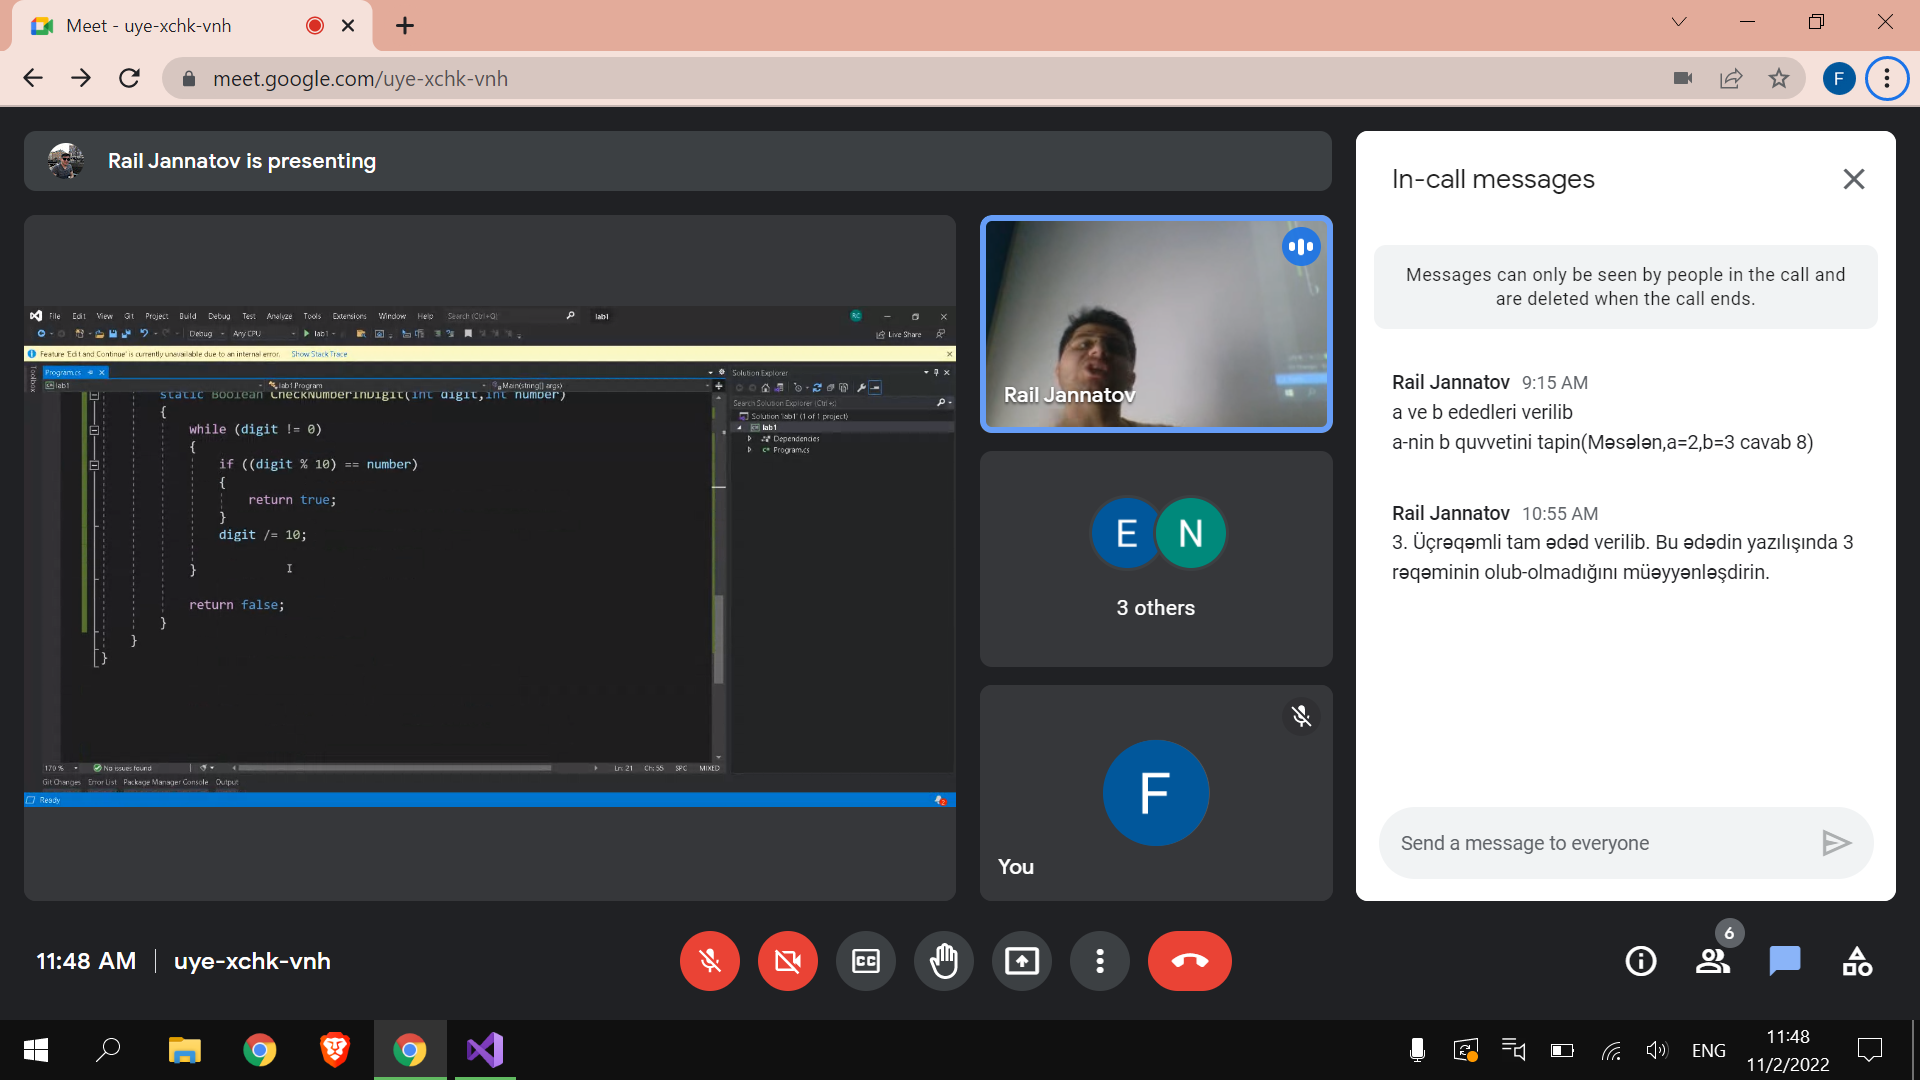 Meet - uye-xchk-vnh
meet.google.com/uye-xchk-vnh
F
Rail Jannatov is presenting
File Edit View Git Project Build Debug Test Analyze Tools Extensions Window Help Search (Ctrl+Q) lab1
Debug Any CPU lab1 Live Share
Feature 'Edit and Continue' is currently unavailable due to an internal error. Show Stack Trace
Toolbox
Program.cs
lab1 lab1.Program Main(string[] args)
static Boolean CheckNumberInDigit(int digit,int number)
{
while (digit != 0)
{
if ((digit % 10) == number)
{
return true;
}
digit /= 10;
}
return false;
}
}
}
170 % No issues found Ln: 21 Ch: 55 SPC MIXED
Git Changes Error List Package Manager Console Output
Ready
Solution Explorer
Search Solution Explorer (Ctrl+;)
Solution 'lab1' (1 of 1 project)
lab1
Dependencies
Program.cs
Rail Jannatov
E N
3 others
F
You
In-call messages
Messages can only be seen by people in the call and
are deleted when the call ends.
Rail Jannatov 9:15 AM
a ve b ededleri verilib
a-nin b quvvetini tapin(Məsələn,a=2,b=3 cavab 8)
Rail Jannatov 10:55 AM
3. Üçrəqəmli tam ədəd verilib. Bu ədədin yazılışında 3
rəqəminin olub-olmadığını müəyyənləşdirin.
Send a message to everyone
11:48 AM | uye-xchk-vnh
CC
6
ENG
11:48
11/2/2022